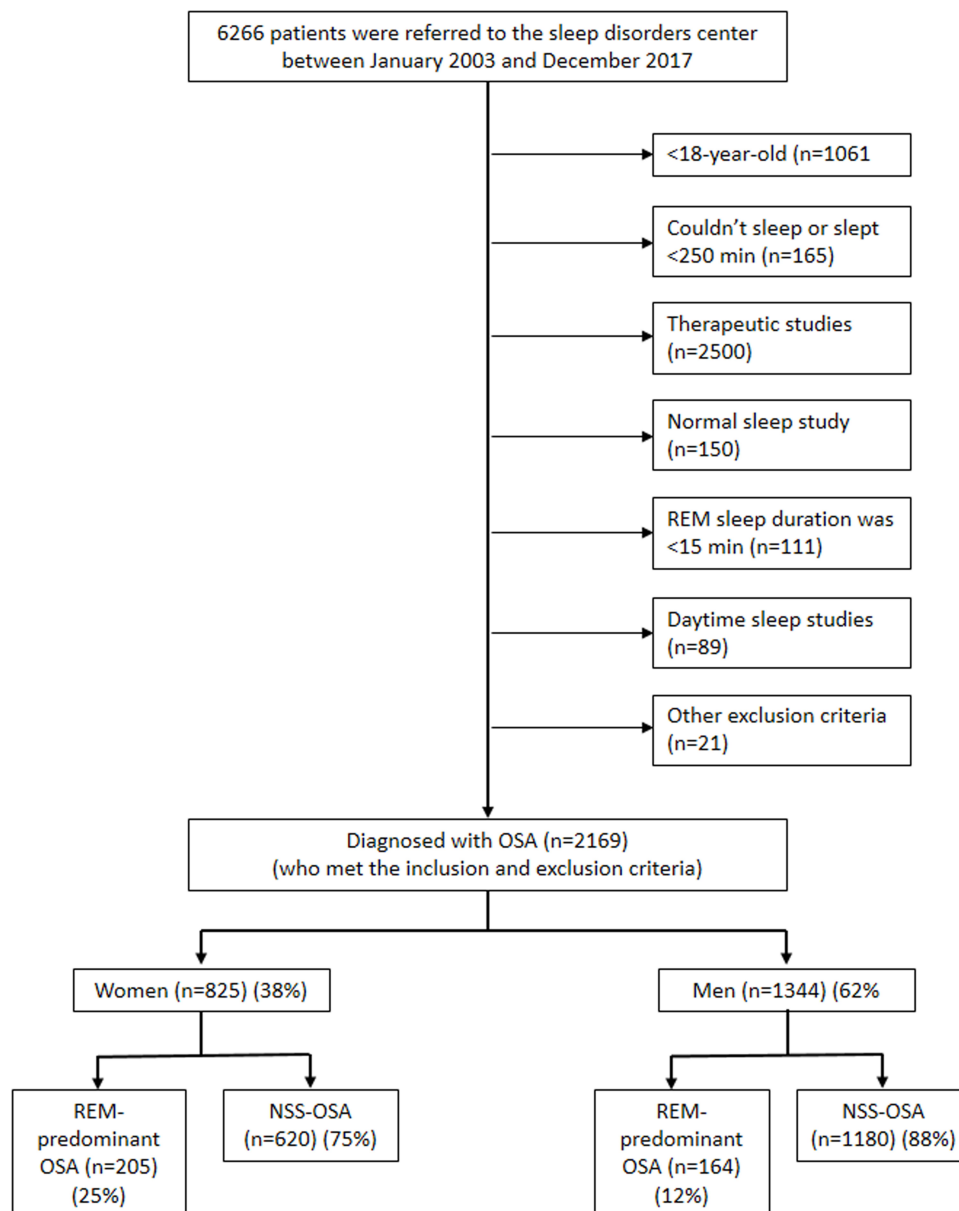 6266 patients were referred to the sleep disorders center
between January 2003 and December 2017
<18-year-old (n=1061
Couldn’t sleep or slept
<250 min (n=165)
Therapeutic studies
(n=2500)
Normal sleep study
(n=150)
REM sleep duration was
<15 min (n=111)
Daytime sleep studies
(n=89)
Other exclusion criteria
(n=21)
Diagnosed with OSA (n=2169)
(who met the inclusion and exclusion criteria)
Women (n=825) (38%)
Men (n=1344) (62%
REM-
predominant
OSA (n=205)
(25%)
NSS-OSA
(n=620) (75%)
REM-
predominant
OSA (n=164)
(12%)
NSS-OSA
(n=1180) (88%)